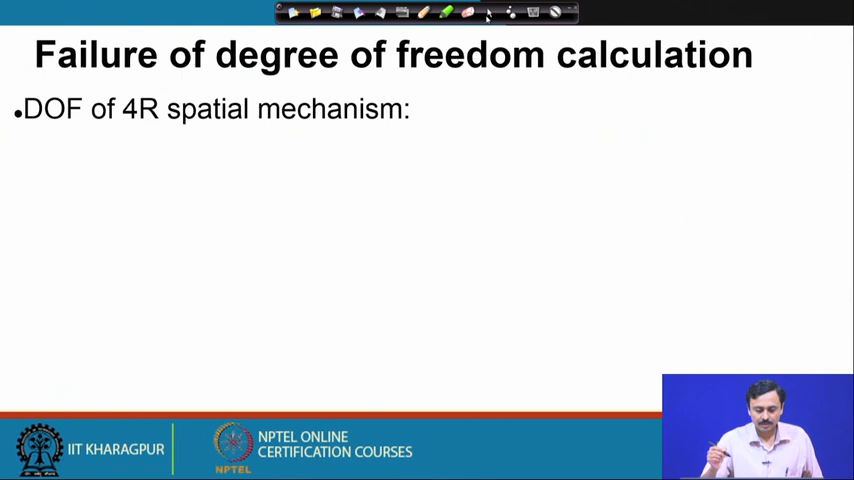 Failure of degree of freedom calculation
•DOF of 4R spatial mechanism:
IIT KHARAGPUR
NPTEL
NPTEL ONLINE
CERTIFICATION COURSES